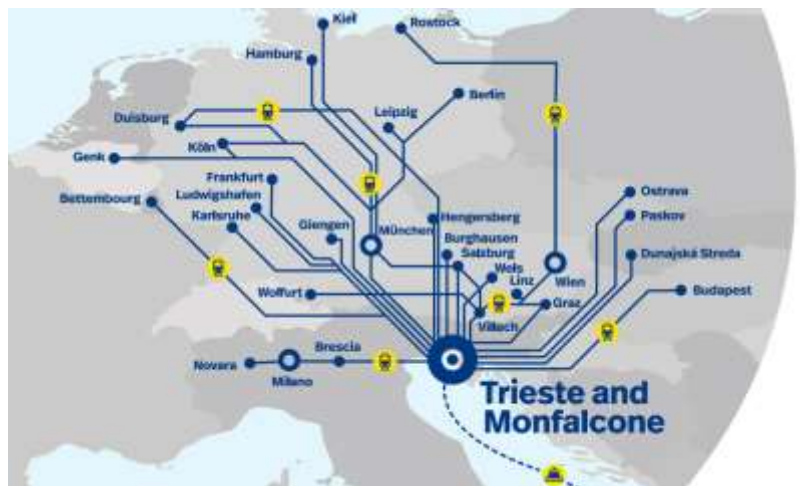 Kiel
Rostock
Hamburg
Berlin
Leipzig
Duisburg
Köln
Genk
Frankfurt
Bettembourg
Ludwigshafen
Karlsruhe
Giengen
München
Hengersberg
Burghausen
Salzburg
Wels
Linz
Wien
Ostrava
Paskov
Dunajská Streda
Budapest
Wolfurt
Graz
Villach
Novara
Milano
Brescia
Trieste and
Monfalcone